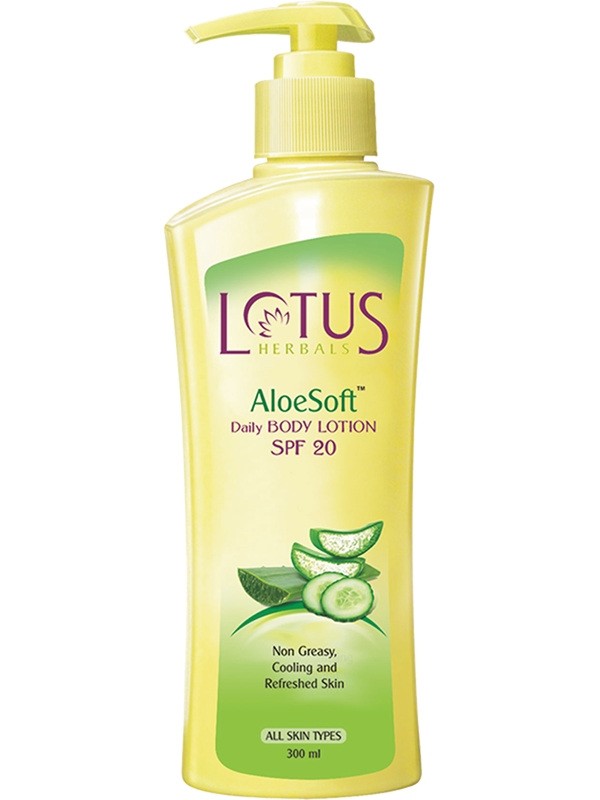 LOTUS
HERBALS
AloeSoft™
Daily BODY LOTION
SPF 20
Non Greasy,
Cooling and
Refreshed Skin
ALL SKIN TYPES
300 ml